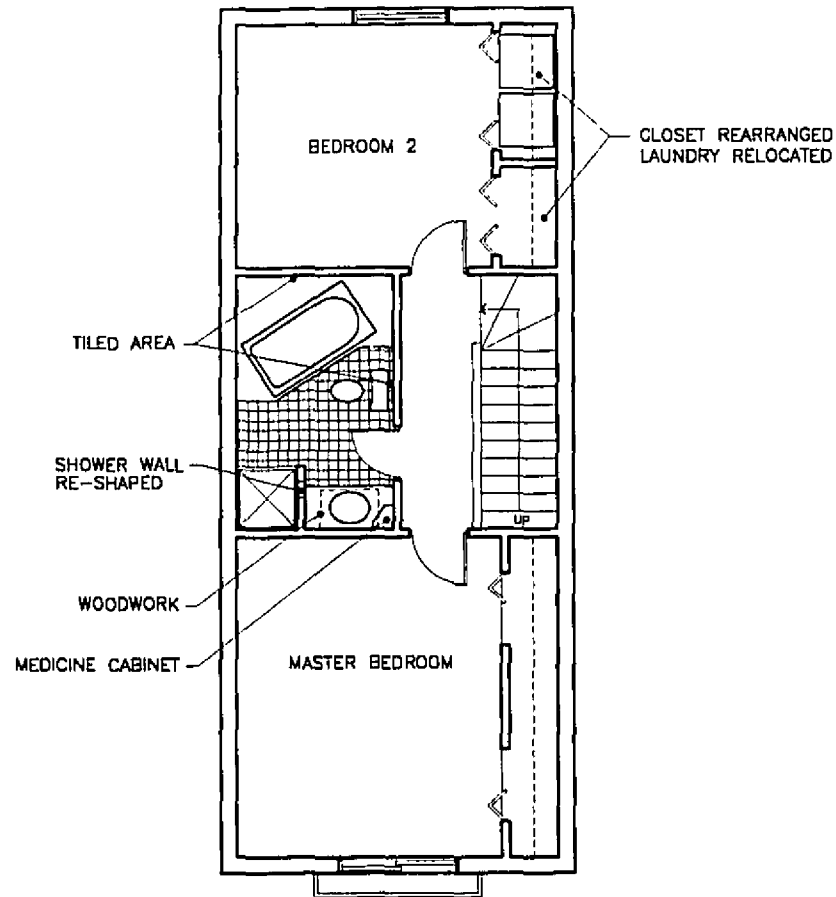 BEDROOM 2
CLOSET REARRANGED
LAUNDRY RELOCATED
TILED AREA
SHOWER WALL
RE-SHAPED
UP
WOODWORK
MEDICINE CABINET
MASTER BEDROOM